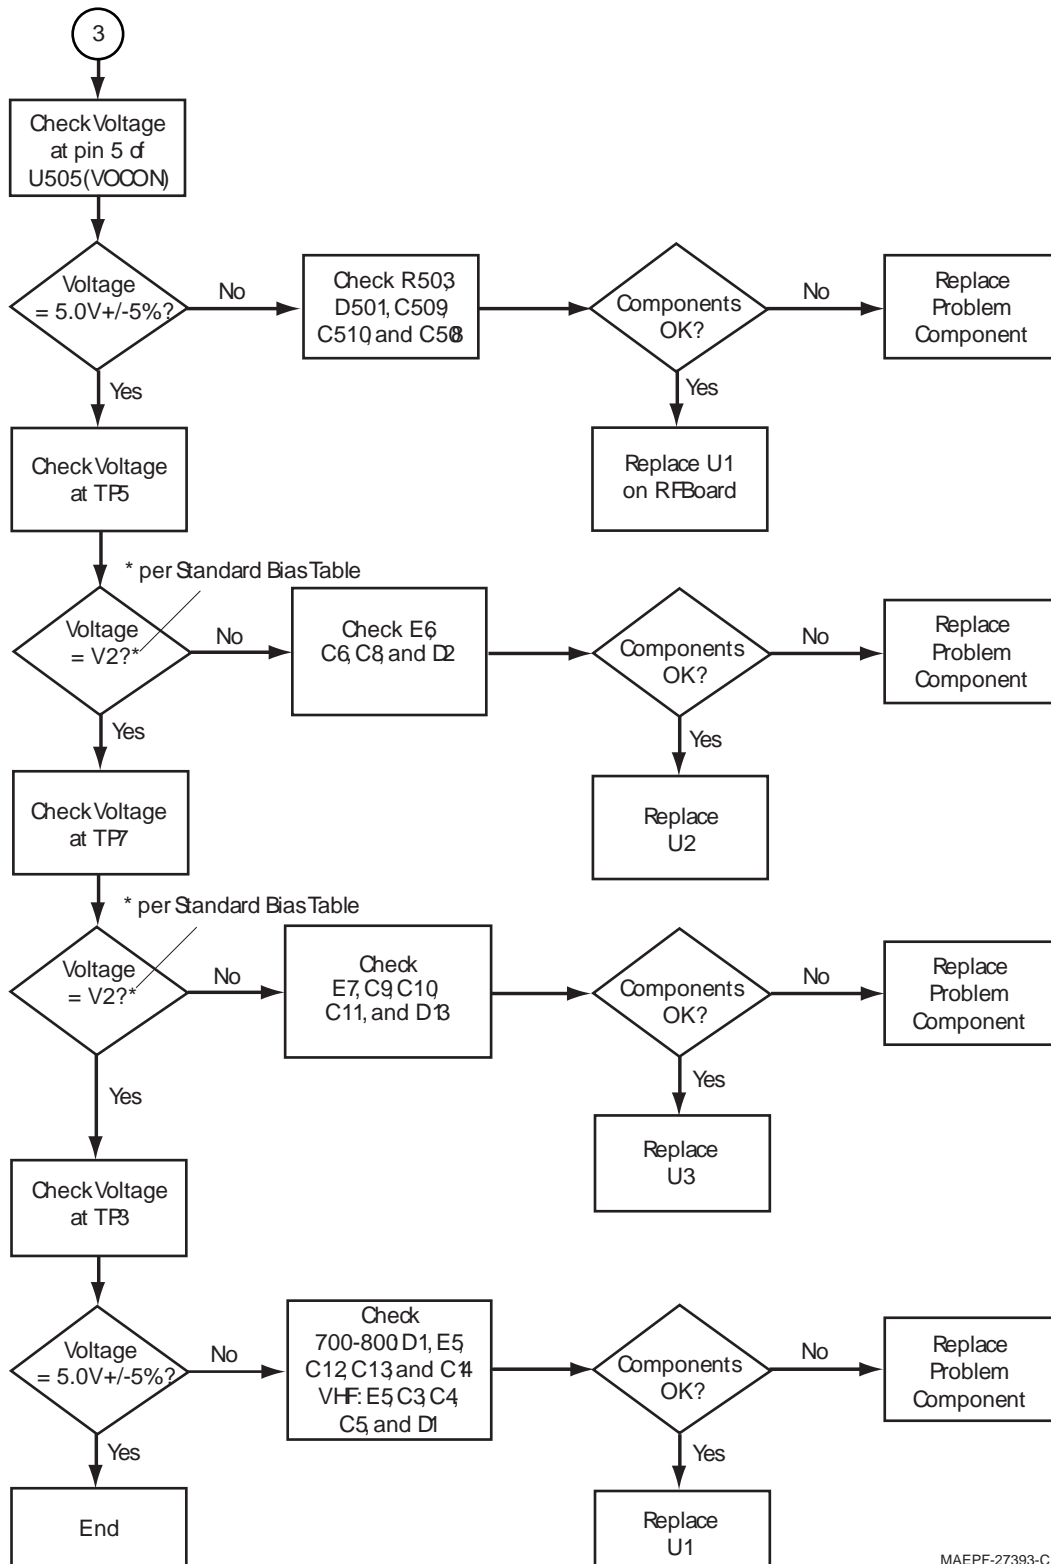 3
Check Voltage
at pin 5 of
U505(VOCON)
Voltage
= 5.0V+/-5%?
No
Check R503,
D501, C509,
C510, and C508
Components
OK?
No
Replace
Problem
Component
Yes
Yes
Check Voltage
at TP5
Replace U1
on RF Board
* per Standard Bias Table
Voltage
= V2?*
No
Check E6,
C6, C8, and D2
Components
OK?
No
Replace
Problem
Component
Yes
Yes
Check Voltage
at TP7
Replace
U2
* per Standard Bias Table
Voltage
= V2?*
No
Check
E7, C9, C10,
C11, and D13
Components
OK?
No
Replace
Problem
Component
Yes
Yes
Check Voltage
at TP3
Replace
U3
Voltage
= 5.0V+/-5%?
No
Check
700-800: D1, E5,
C12, C13, and C14
VHF: E5, C3, C4,
C5, and D1
Components
OK?
No
Replace
Problem
Component
Yes
Yes
End
Replace
U1
MAEPF-27393-C